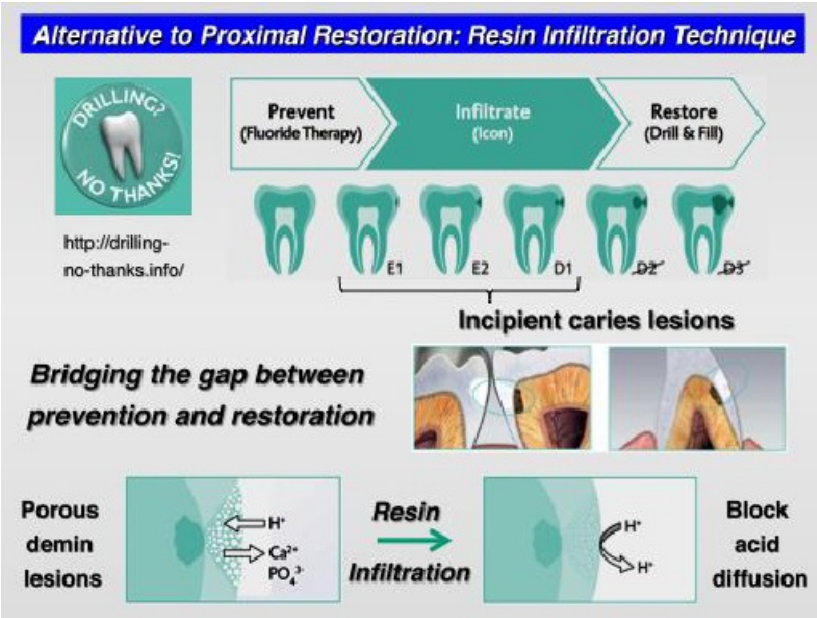 Alternative to Proximal Restoration: Resin Infiltration Technique
DRILLING?
NO THANKS!
http://drilling-
no-thanks.info/
Prevent
(Fluoride Therapy)
Infiltrate
(Icon)
Restore
(Drill & Fill)
E1
E2
D1
D2
D3
Incipient caries lesions
Bridging the gap between
prevention and restoration
Porous
demin
lesions
H⁺
Ca²⁺
PO₄³⁻
Resin
Infiltration
H⁺
H⁺
Block
acid
diffusion